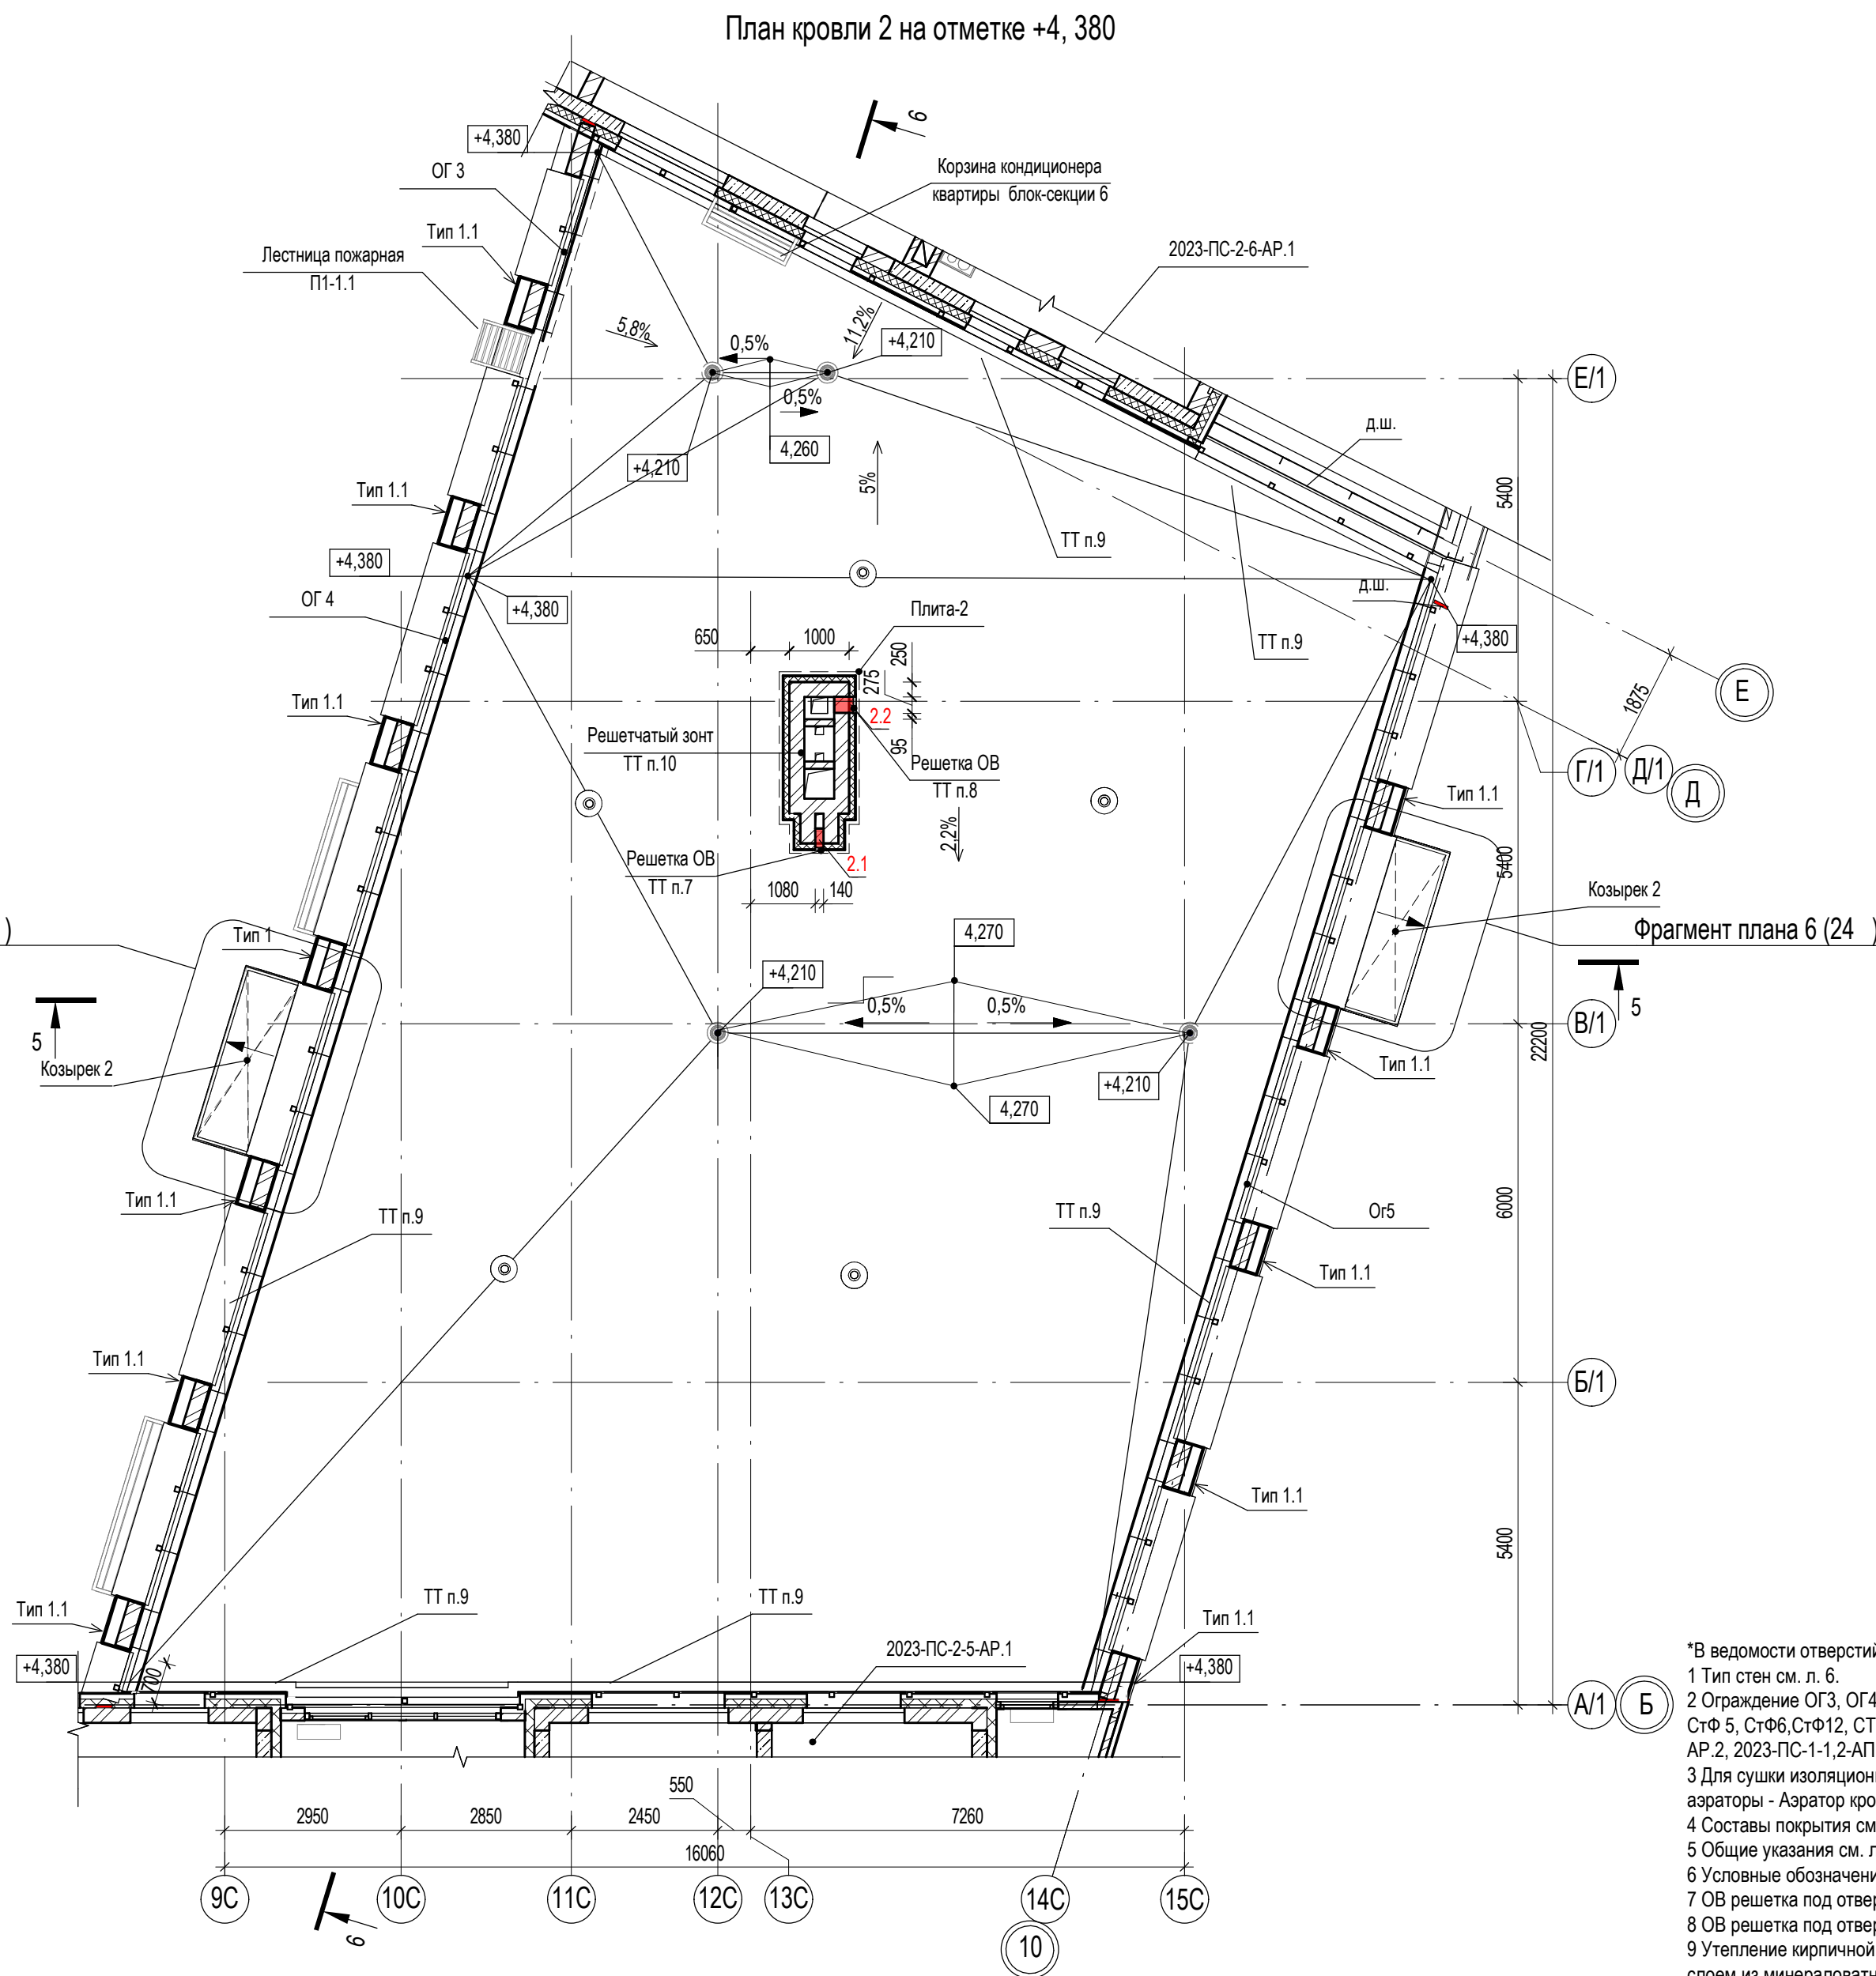 План кровли 2 на отметке +4, 380
6
+4,380
ОГ 3
Корзина кондиционера
квартиры блок-секции 6
Тип 1.1
Лестница пожарная
П1-1.1
2023-ПС-2-6-АР.1
5,8%
0,5%
11,2%
+4,210
0,5%
Е/1
+4,210
4,260
д.ш.
Тип 1.1
5%
5400
ТТ п.9
+4,380
ОГ 4
+4,380
Плита-2
д.ш.
+4,380
ТТ п.9
650
1000
250
275
Е
1875
Тип 1.1
2.2
Решетчатый зонт
ТТ п.10
95
Решетка ОВ
ТТ п.8
Г/1
Д/1
Д
Тип 1.1
2,2%
Решетка ОВ
ТТ п.7
2.1
5400
1080
140
Козырек 2
)
Тип 1
4,270
Фрагмент плана 6 (24 )
+4,210
0,5%
0,5%
5
5
В/1
22200
Козырек 2
Тип 1.1
+4,210
4,270
Тип 1.1
ТТ п.9
ТТ п.9
Ог5
6000
Тип 1.1
Тип 1.1
Б/1
Тип 1.1
5400
Тип 1.1
ТТ п.9
ТТ п.9
Тип 1.1
+4,380
700
2023-ПС-2-5-АР.1
+4,380
А/1
Б
*В ведомости отверстий
1 Тип стен см. л. 6.
2 Ограждение ОГ3, ОГ4
СтФ 5, СтФ6,СтФ12, СТ
АР.2, 2023-ПС-1-1,2-АП
3 Для сушки изоляционн
аэраторы - Аэратор кро
4 Составы покрытия см
5 Общие указания см. л
6 Условные обозначени
7 ОВ решетка под отвер
8 ОВ решетка под отвер
9 Утепление кирпичной
слоем из минераловатн
550
2950
2850
2450
7260
16060
9С
10С
11С
12С
13С
14С
15С
6
10